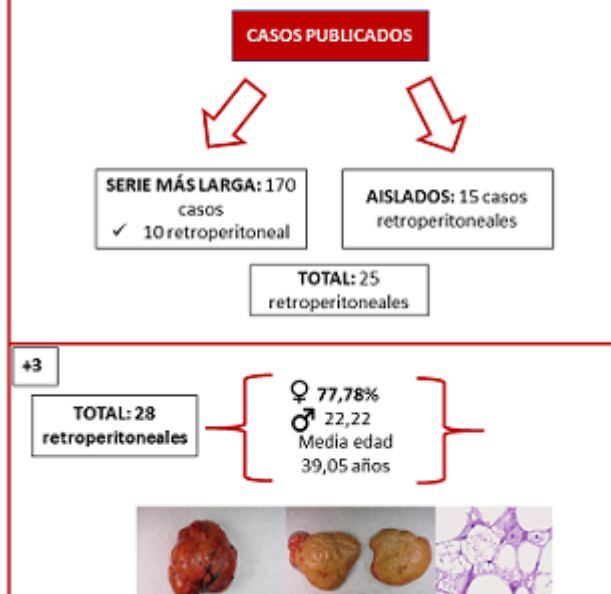 CASOS PUBLICADOS
SERIE MÁS LARGA: 170
casos
✓ 10 retroperitoneal
AISLADOS: 15 casos
retroperitoneales
TOTAL: 25
retroperitoneales
+3
TOTAL: 28
retroperitoneales
♀ 77,78%
♂ 22,22
Media edad
39,05 años